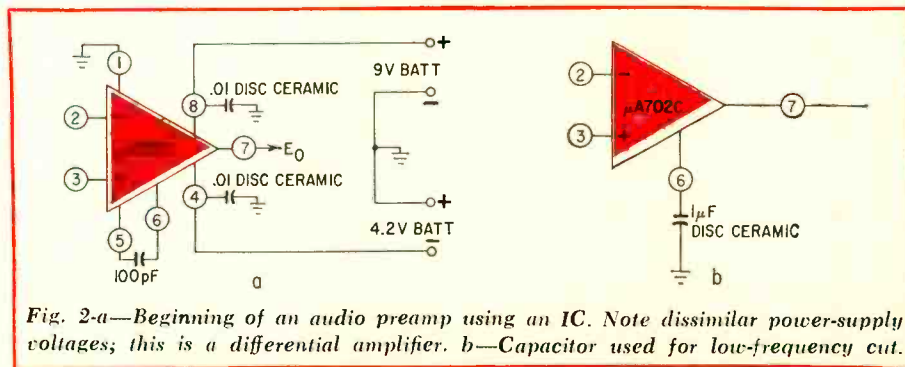 1
+
9V BATT
–
.01 DISC CERAMIC
8
2
7
E0
3
.01 DISC CERAMIC
4
+
4.2V BATT
–
5
6
100pF
a
2
–
μA702C
7
3
+
6
1μF
DISC CERAMIC
b
Fig. 2-a—Beginning of an audio preamp using an IC. Note dissimilar power-supply
voltages; this is a differential amplifier. b—Capacitor used for low-frequency cut.